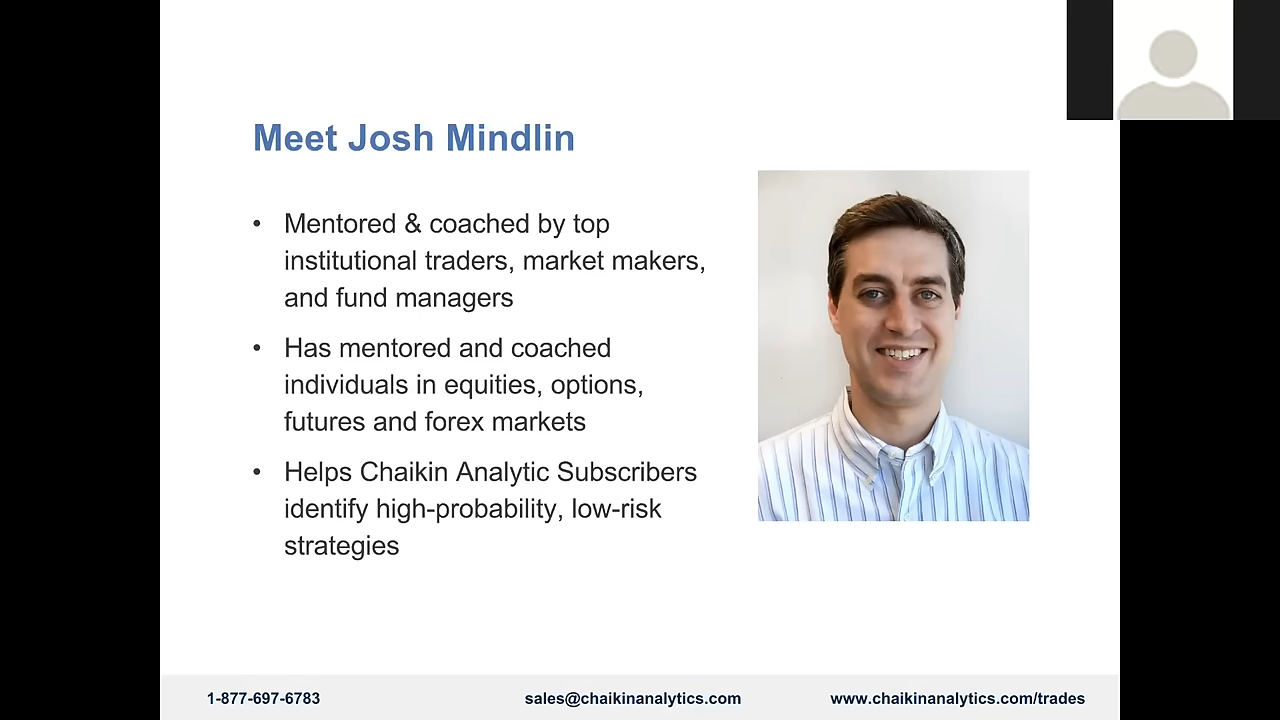 Meet Josh Mindlin
• Mentored & coached by top
institutional traders, market makers,
and fund managers
• Has mentored and coached
individuals in equities, options,
futures and forex markets
• Helps Chaikin Analytic Subscribers
identify high-probability, low-risk
strategies
1-877-697-6783 sales@chaikinanalytics.com www.chaikinanalytics.com/trades